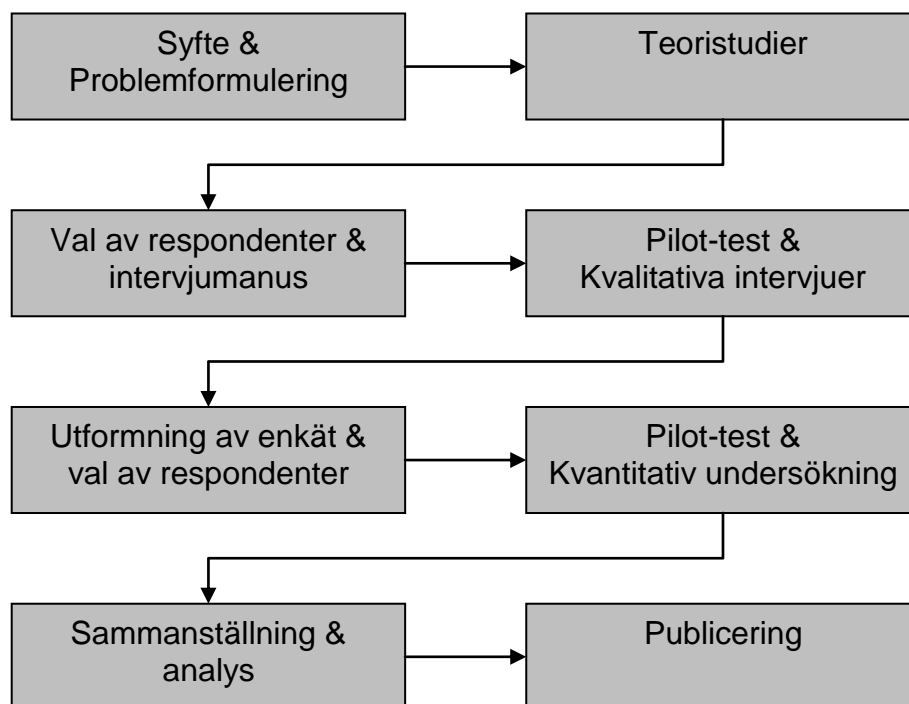 Syfte &
Problemformulering
Teoristudier
Val av respondenter &
intervjumanus
Pilot-test &
Kvalitativa intervjuer
Utformning av enkät &
val av respondenter
Pilot-test &
Kvantitativ undersökning
Sammanställning &
analys
Publicering